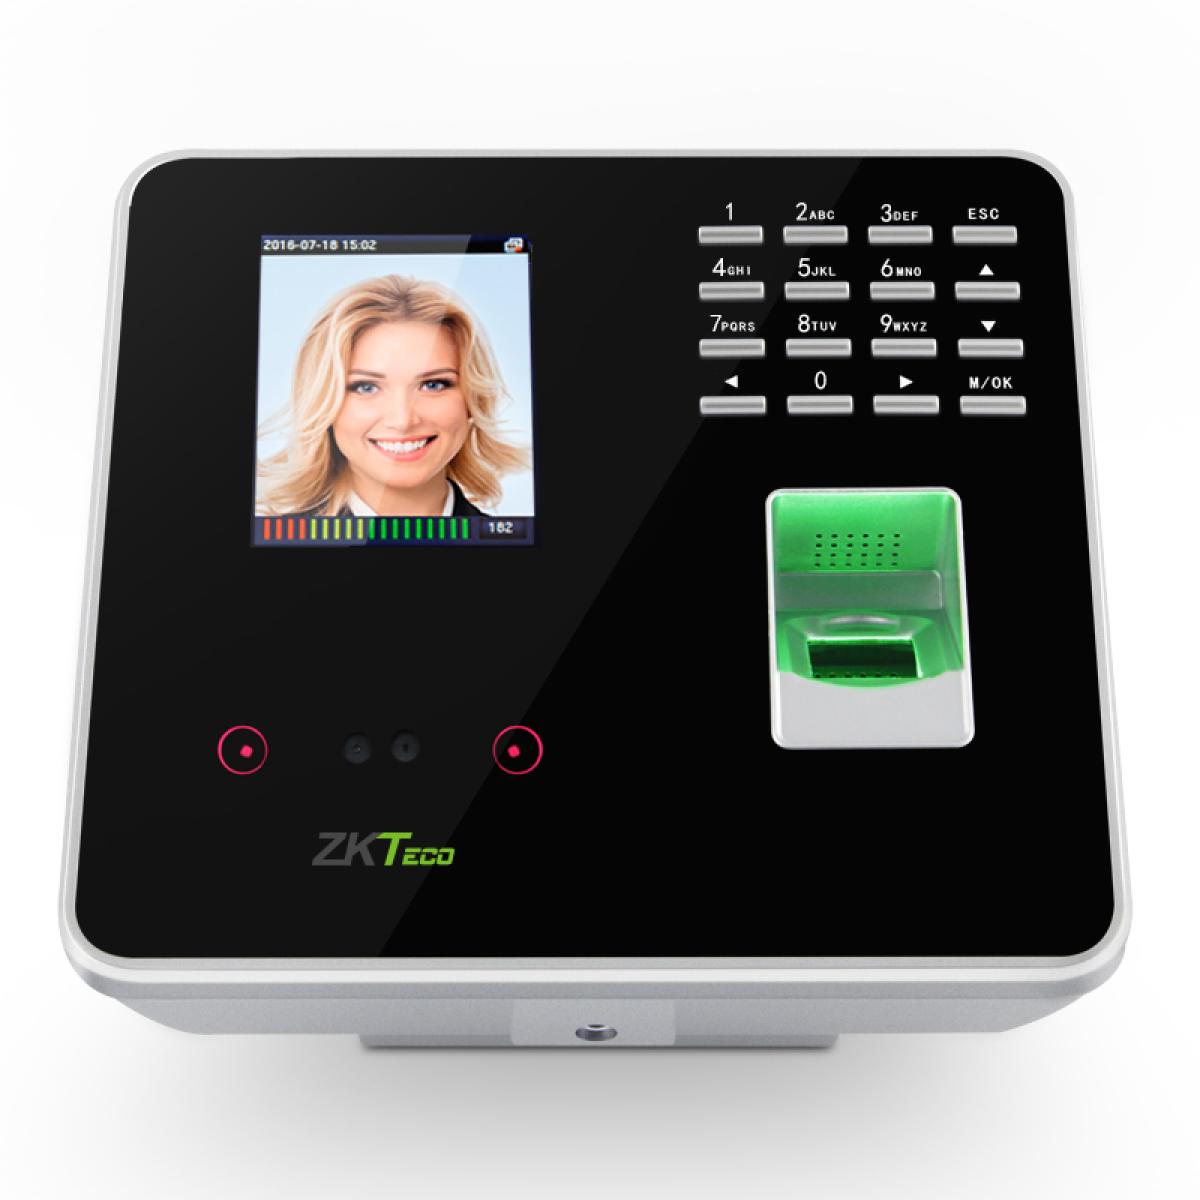 2016-07-18 15:02
1 2ABC 3DEF ESC
4GHI 5JKL 6MNO ▲
7PQRS 8TUV 9WXYZ ▼
◀ 0 ▶ M/OK
182
ZKTECO